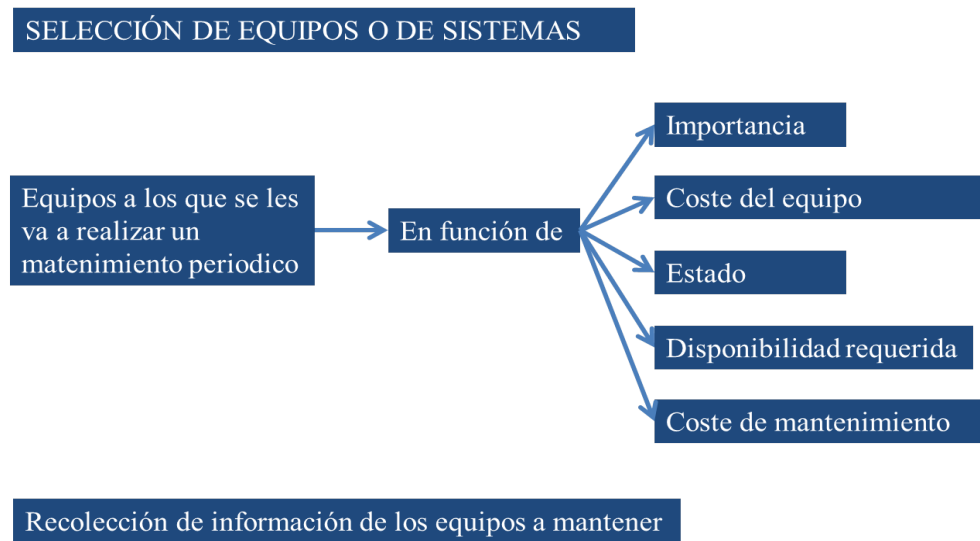 SELECCIÓN DE EQUIPOS O DE SISTEMAS
Importancia
Equipos a los que se les
va a realizar un
matenimiento periodico
En función de
Coste del equipo
Estado
Disponibilidad requerida
Coste de mantenimiento
Recolección de información de los equipos a mantener